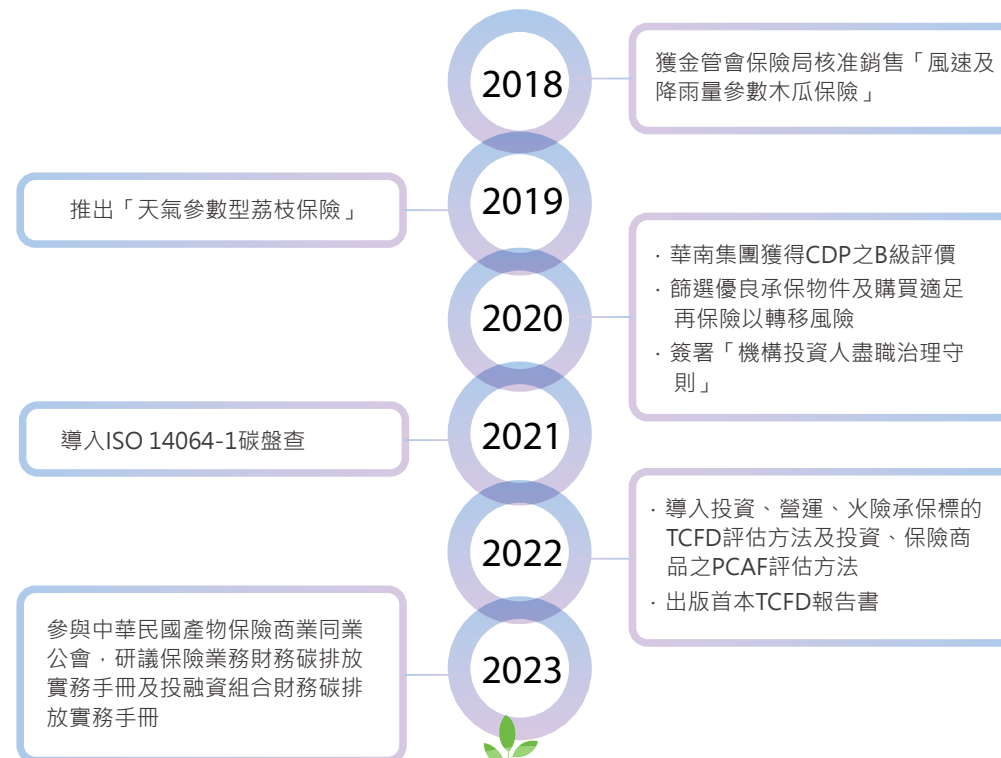 2018
獲金管會保險局核准銷售「風速及
降雨量參數木瓜保險」
2019
推出「天氣參數型荔枝保險」
2020
· 華南集團獲得CDP之B級評價
· 篩選優良承保物件及購買適足
再保險以轉移風險
· 簽署「機構投資人盡職治理守
則」
2021
導入ISO 14064-1碳盤查
2022
· 導入投資、營運、火險承保標的
TCFD評估方法及投資、保險商
品之PCAF評估方法
· 出版首本TCFD報告書
2023
參與中華民國產物保險商業同業
公會，研議保險業務財務碳排放
實務手冊及投融資組合財務碳排
放實務手冊